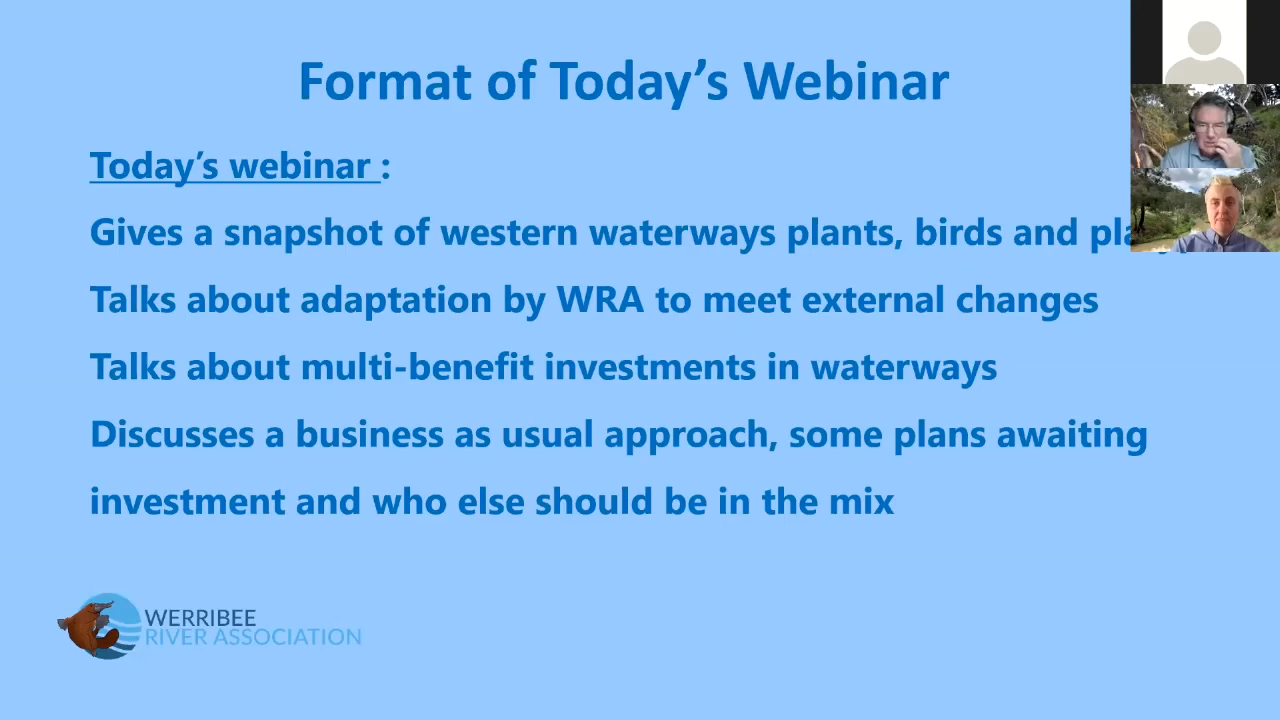 Format of Today’s Webinar
Today’s webinar :
Gives a snapshot of western waterways plants, birds and
Talks about adaptation by WRA to meet external changes
Talks about multi-benefit investments in waterways
Discusses a business as usual approach, some plans awaiting
investment and who else should be in the mix
WERRIBEE
RIVER ASSOCIATION